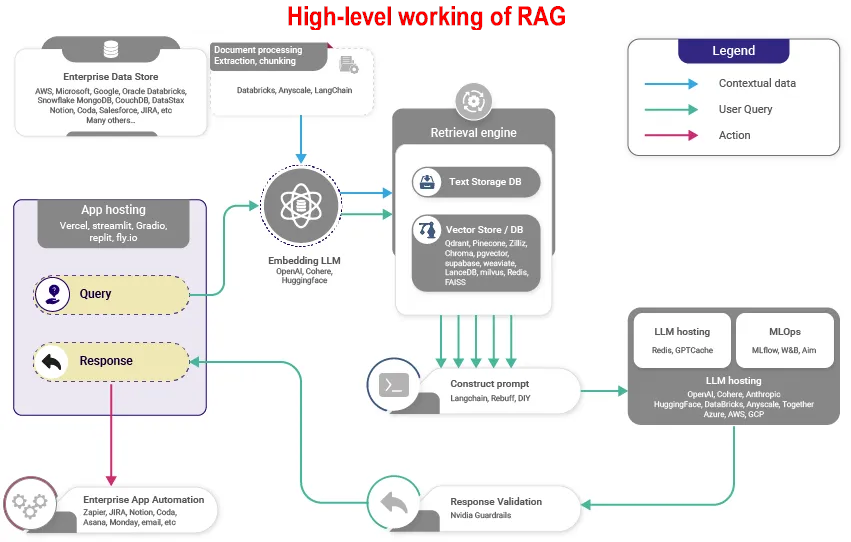 High-level working of RAG
Enterprise Data Store
AWS, Microsoft, Google, Oracle Databricks,
Snowflake MongoDB, CouchDB, DataStax
Notion, Coda, Salesforce, JIRA, etc
Many others..
Document processing
Extraction, chunking
Databricks, Anyscale, LangChain
Legend
Contextual data
User Query
Action
Retrieval engine
Text Storage DB
Vector Store / DB
Qdrant, Pinecone, Zilliz,
Chroma, pgvector,
supabase, weaviate,
LanceDB, milvus, Redis,
FAISS
App hosting
Vercel, streamlit, Gradio,
replit, fly.io
Query
Response
Embedding LLM
OpenAI, Cohere,
Huggingface
Construct prompt
Langchain, Rebuff, DIY
LLM hosting
Redis, GPTCache
MLOps
MLflow, W&B, Aim
LLM hosting
OpenAI, Cohere, Anthropic
HuggingFace, DataBricks, Anyscale, Together
Azure, AWS, GCP
Enterprise App Automation
Zapier, JIRA, Notion, Coda,
Asana, Monday, email, etc
Response Validation
Nvidia Guardrails